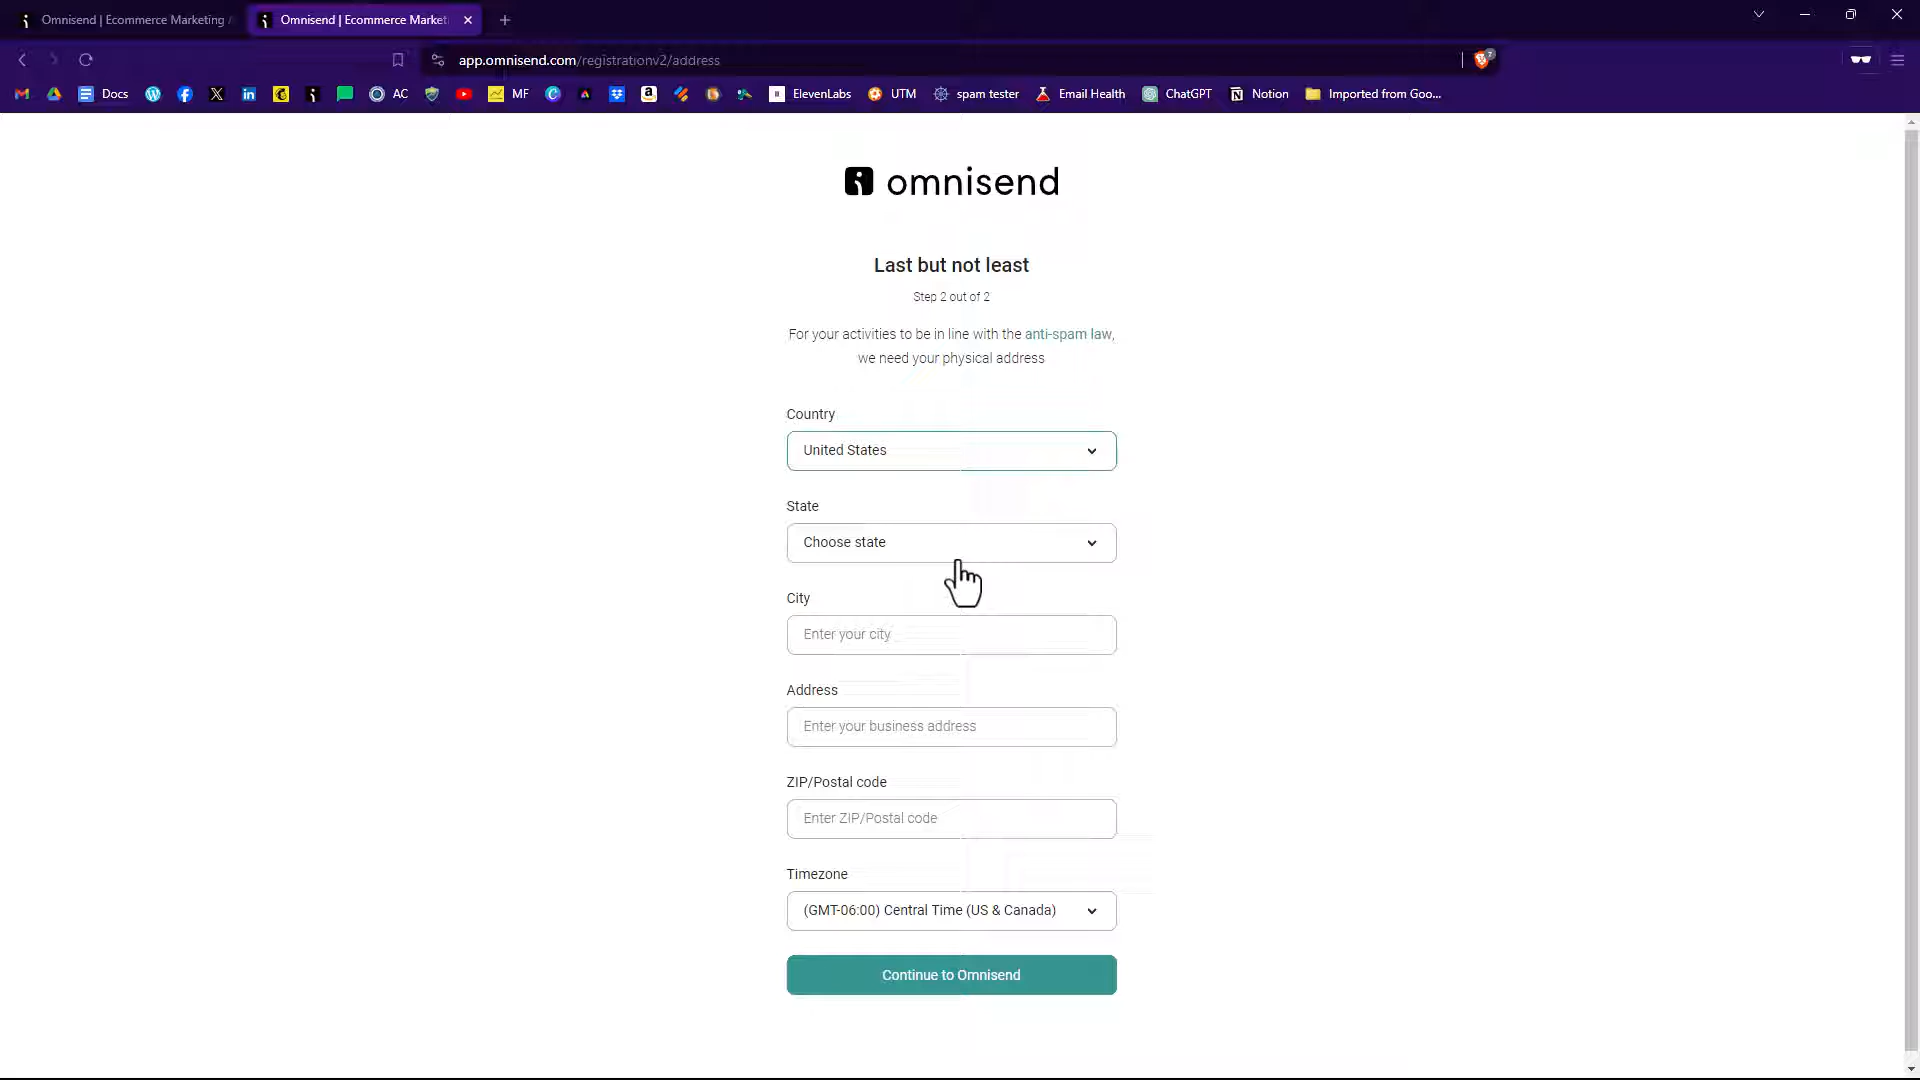 Omnisend | Ecommerce Marketing
Omnisend | Ecommerce Market
app.omnisend.com/registrationv2/address
7
Docs
AC
MF
ElevenLabs
UTM
spam tester
Email Health
ChatGPT
Notion
Imported from Goo...
omnisend
Last but not least
Step 2 out of 2
For your activities to be in line with the anti-spam law,
we need your physical address
Country
United States
State
Choose state
City
Enter your city
Address
Enter your business address
ZIP/Postal code
Enter ZIP/Postal code
Timezone
(GMT-06:00) Central Time (US & Canada)
Continue to Omnisend